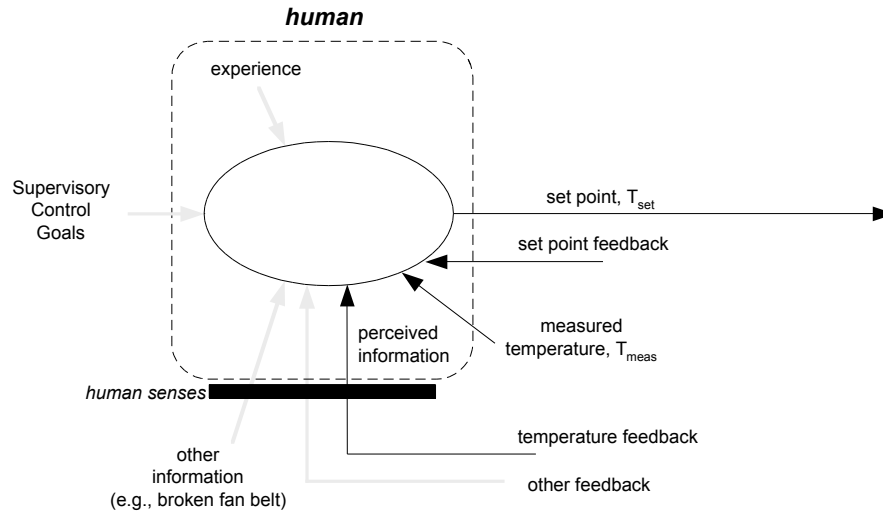 human
experience
Supervisory
Control
Goals
set point, T_set
set point feedback
measured
temperature, T_meas
perceived
information
human senses
temperature feedback
other
information
(e.g., broken fan belt)
other feedback